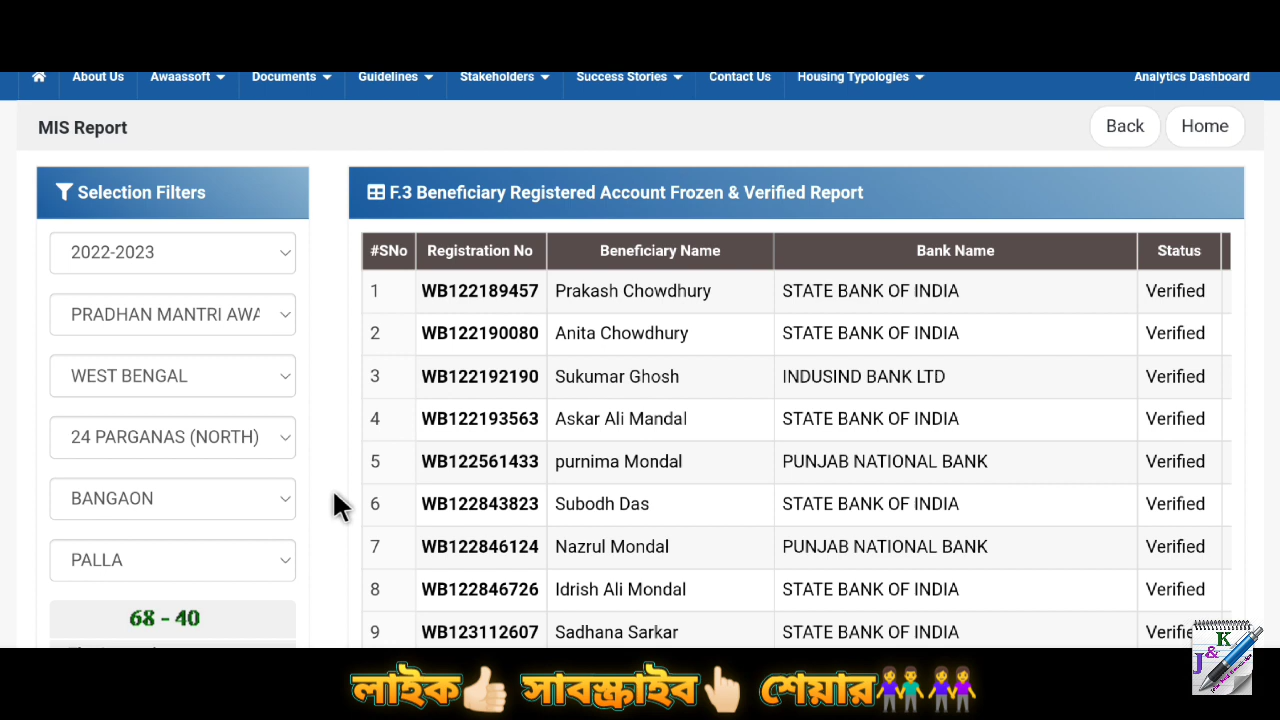 About Us Awaassoft Documents Guidelines Stakeholders Success Stories Contact Us Housing Typologies Analytics Dashboard
MIS Report Back Home
Selection Filters
2022-2023
PRADHAN MANTRI AWA
WEST BENGAL
24 PARGANAS (NORTH)
BANGAON
PALLA
68 - 40
F.3 Beneficiary Registered Account Frozen & Verified Report
#SNo Registration No Beneficiary Name Bank Name Status
1 WB122189457 Prakash Chowdhury STATE BANK OF INDIA Verified
2 WB122190080 Anita Chowdhury STATE BANK OF INDIA Verified
3 WB122192190 Sukumar Ghosh INDUSIND BANK LTD Verified
4 WB122193563 Askar Ali Mandal STATE BANK OF INDIA Verified
5 WB122561433 purnima Mondal PUNJAB NATIONAL BANK Verified
6 WB122843823 Subodh Das STATE BANK OF INDIA Verified
7 WB122846124 Nazrul Mondal PUNJAB NATIONAL BANK Verified
8 WB122846726 Idrish Ali Mondal STATE BANK OF INDIA Verified
9 WB123112607 Sadhana Sarkar STATE BANK OF INDIA Verifie
J & K
লাইক সাবস্ক্রাইব শেয়ার